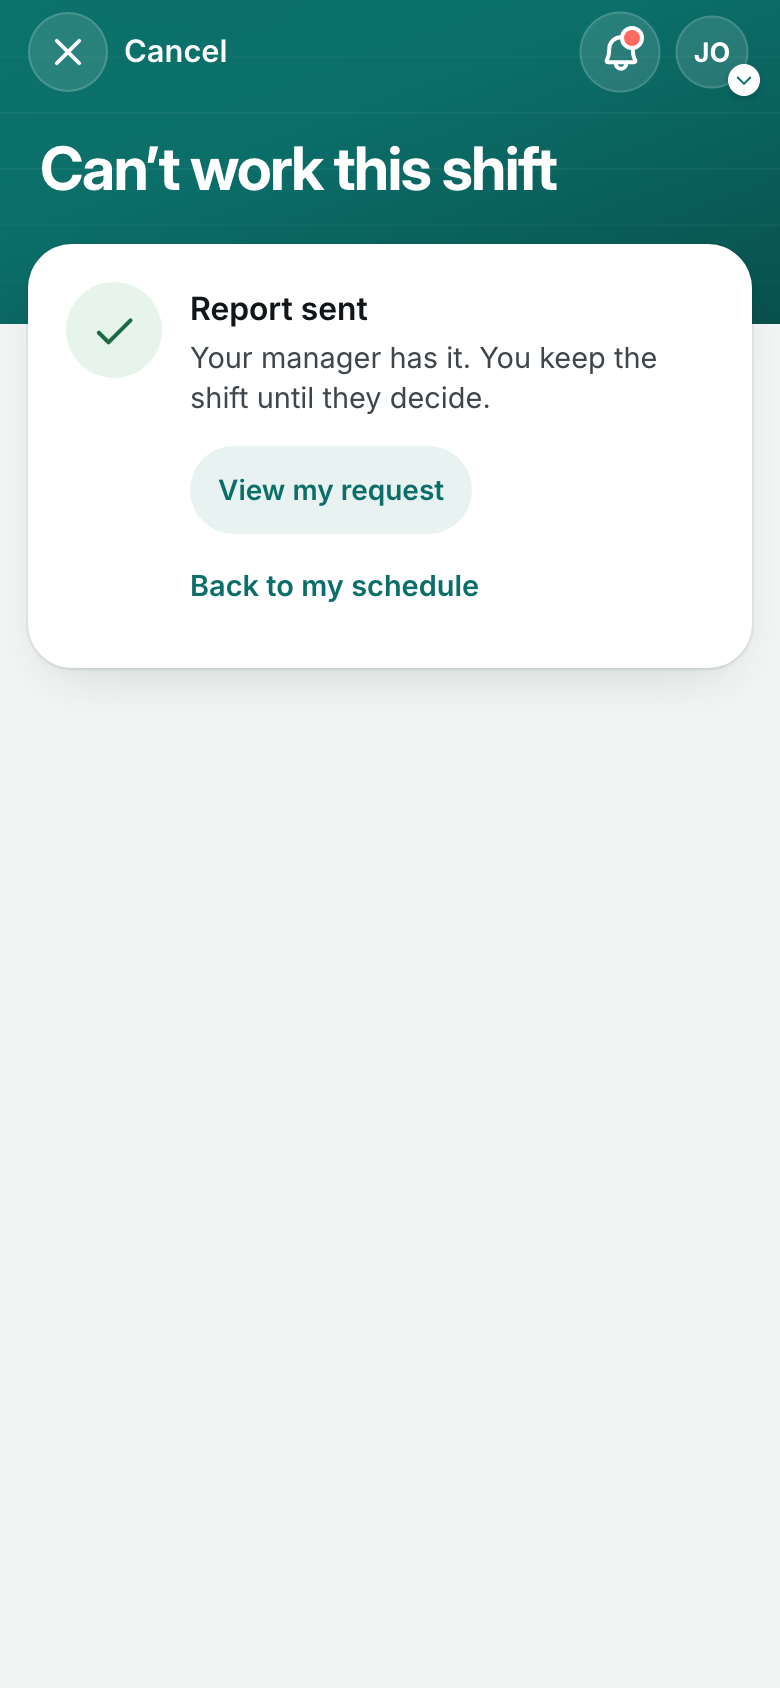 Cancel
JO
Can’t work this shift
Report sent
Your manager has it. You keep the
shift until they decide.
View my request
Back to my schedule